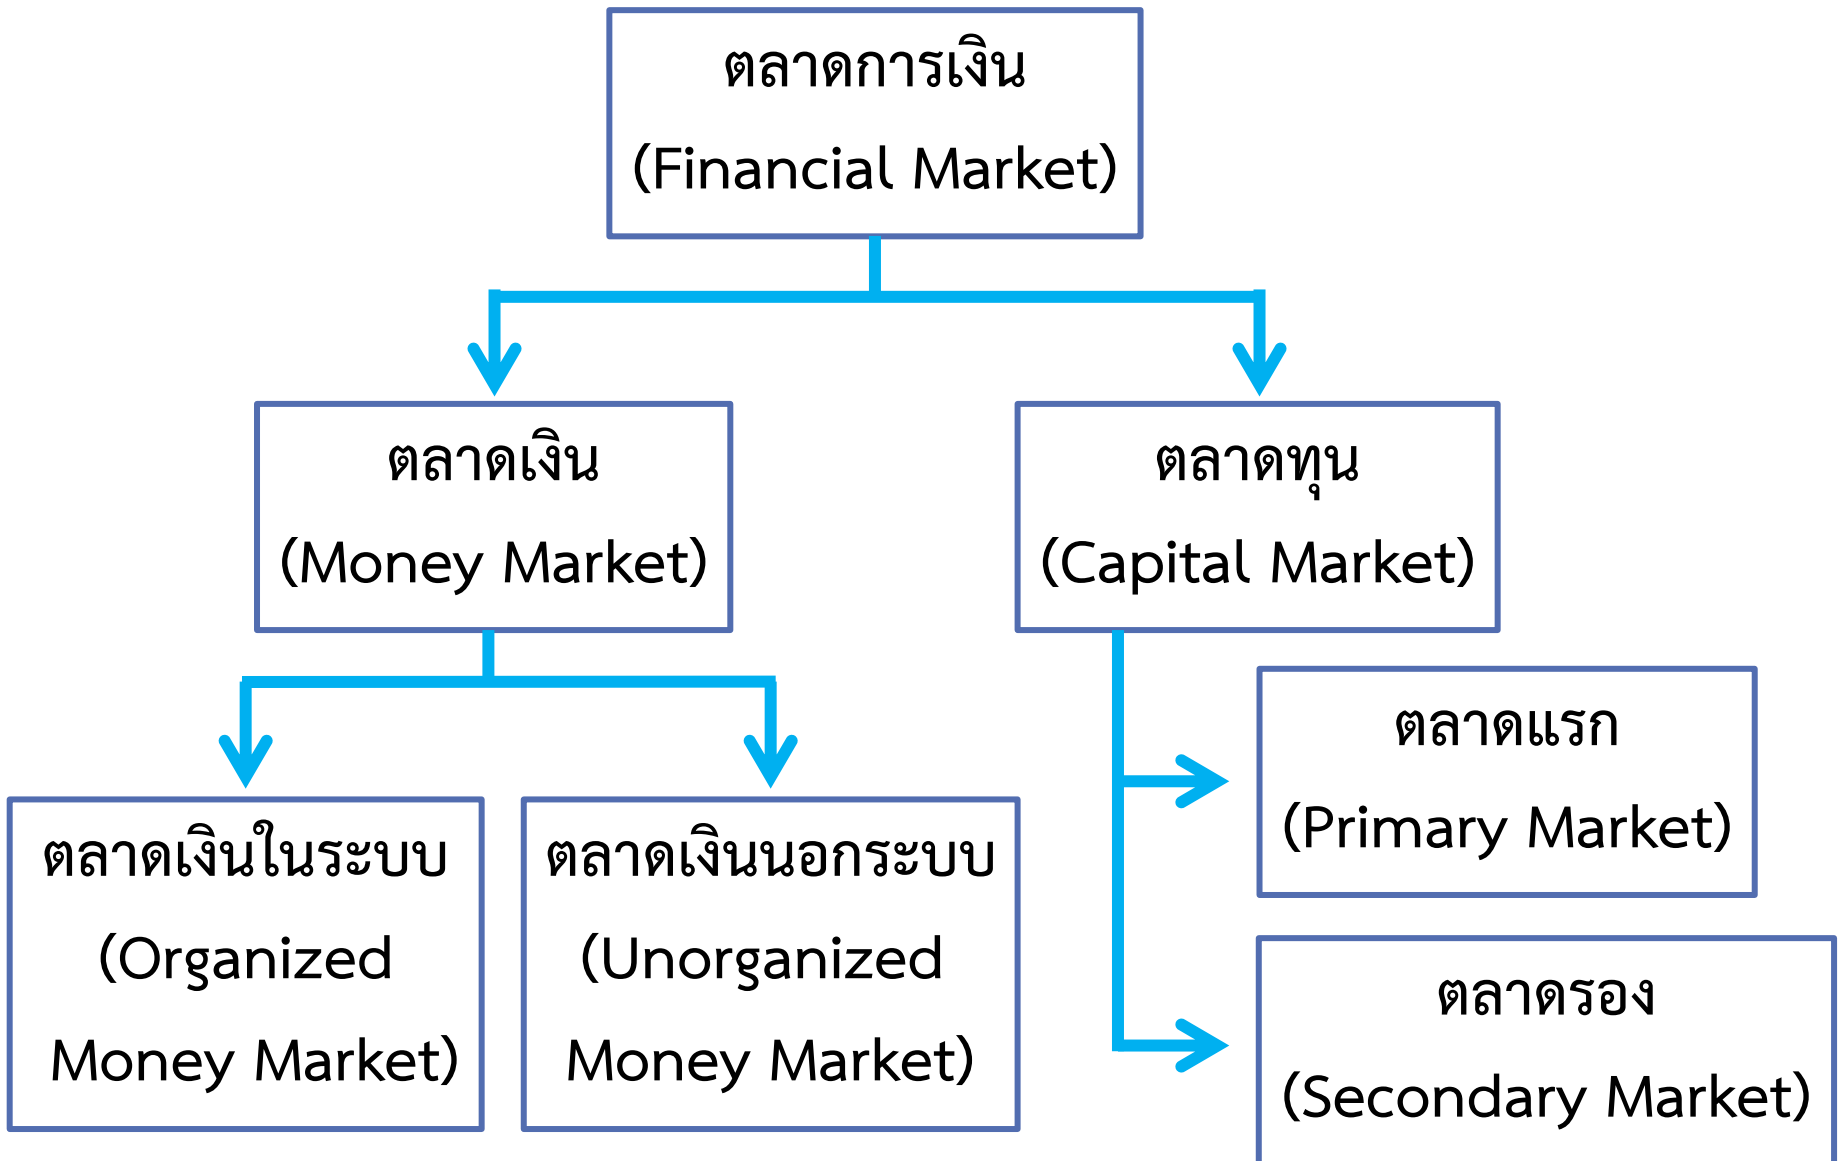 ตลาดการเงิน
(Financial Market)
ตลาดเงิน
(Money Market)
ตลาดทุน
(Capital Market)
ตลาดเงินในระบบ
(Organized
Money Market)
ตลาดเงินนอกระบบ
(Unorganized
Money Market)
ตลาดแรก
(Primary Market)
ตลาดรอง
(Secondary Market)